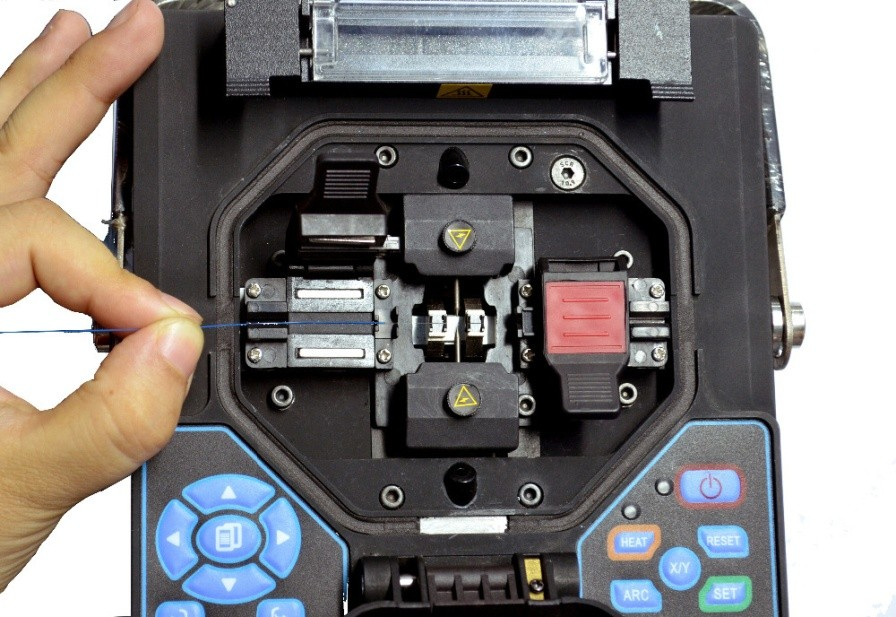 HEAT
RESET
X/Y
ARC
SET